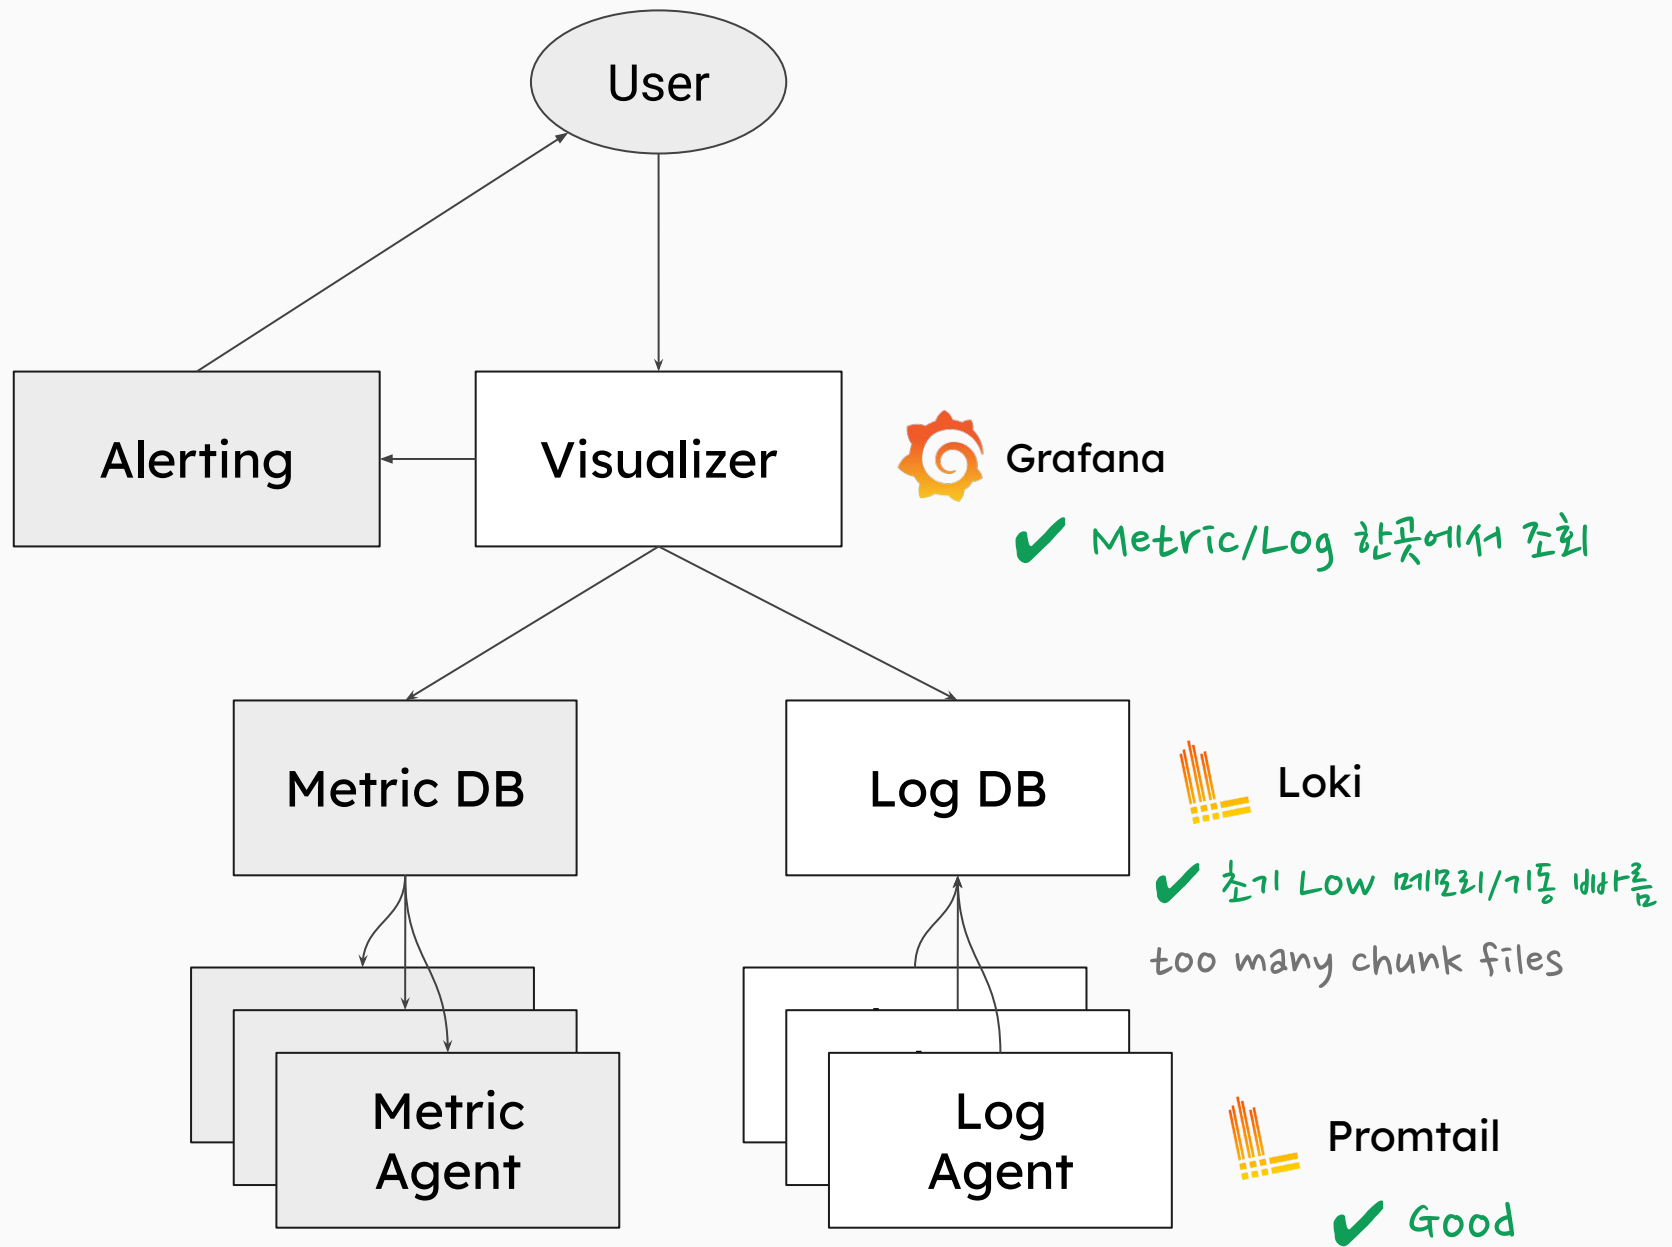 User
Alerting
Visualizer
Grafana
✔ Metric/Log 한곳에서 조회
Metric DB
Log DB
Loki
✔ 초기 Low 메모리/기동 빠름
too many chunk files
Metric
Agent
Log
Agent
Promtail
✔ Good